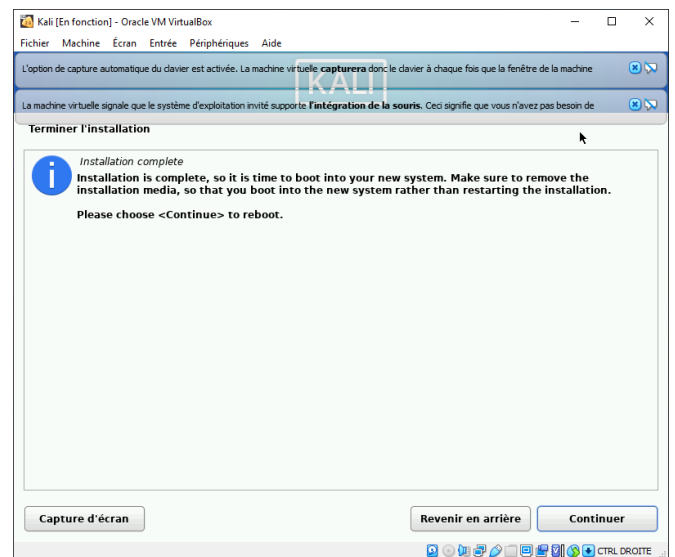 Kali [En fonction] - Oracle VM VirtualBox
Fichier Machine Écran Entrée Périphériques Aide
L'option de capture automatique du clavier est activée. La machine virtuelle capturera donc le clavier à chaque fois que la fenêtre de la machine
KALI
La machine virtuelle signale que le système d'exploitation invité supporte l'intégration de la souris. Ceci signifie que vous n'avez pas besoin de
Terminer l'installation
Installation complete
Installation is complete, so it is time to boot into your new system. Make sure to remove the
installation media, so that you boot into the new system rather than restarting the installation.
Please choose <Continue> to reboot.
Capture d'écran Revenir en arrière Continuer
CTRL DROITE